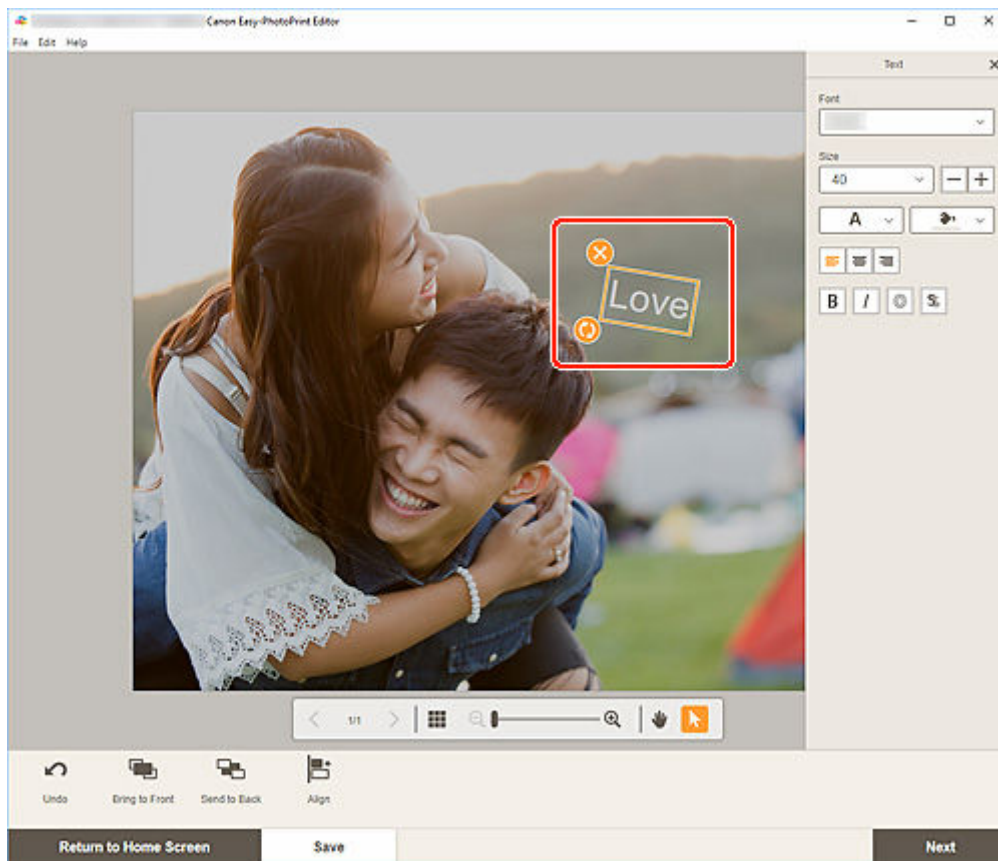 Canon Easy-PhotoPrint Editor
File Edit Help
Text
Font
Size
40
A
B I
Love
1/1
Undo Bring to Front Send to Back Align
Return to Home Screen Save Next